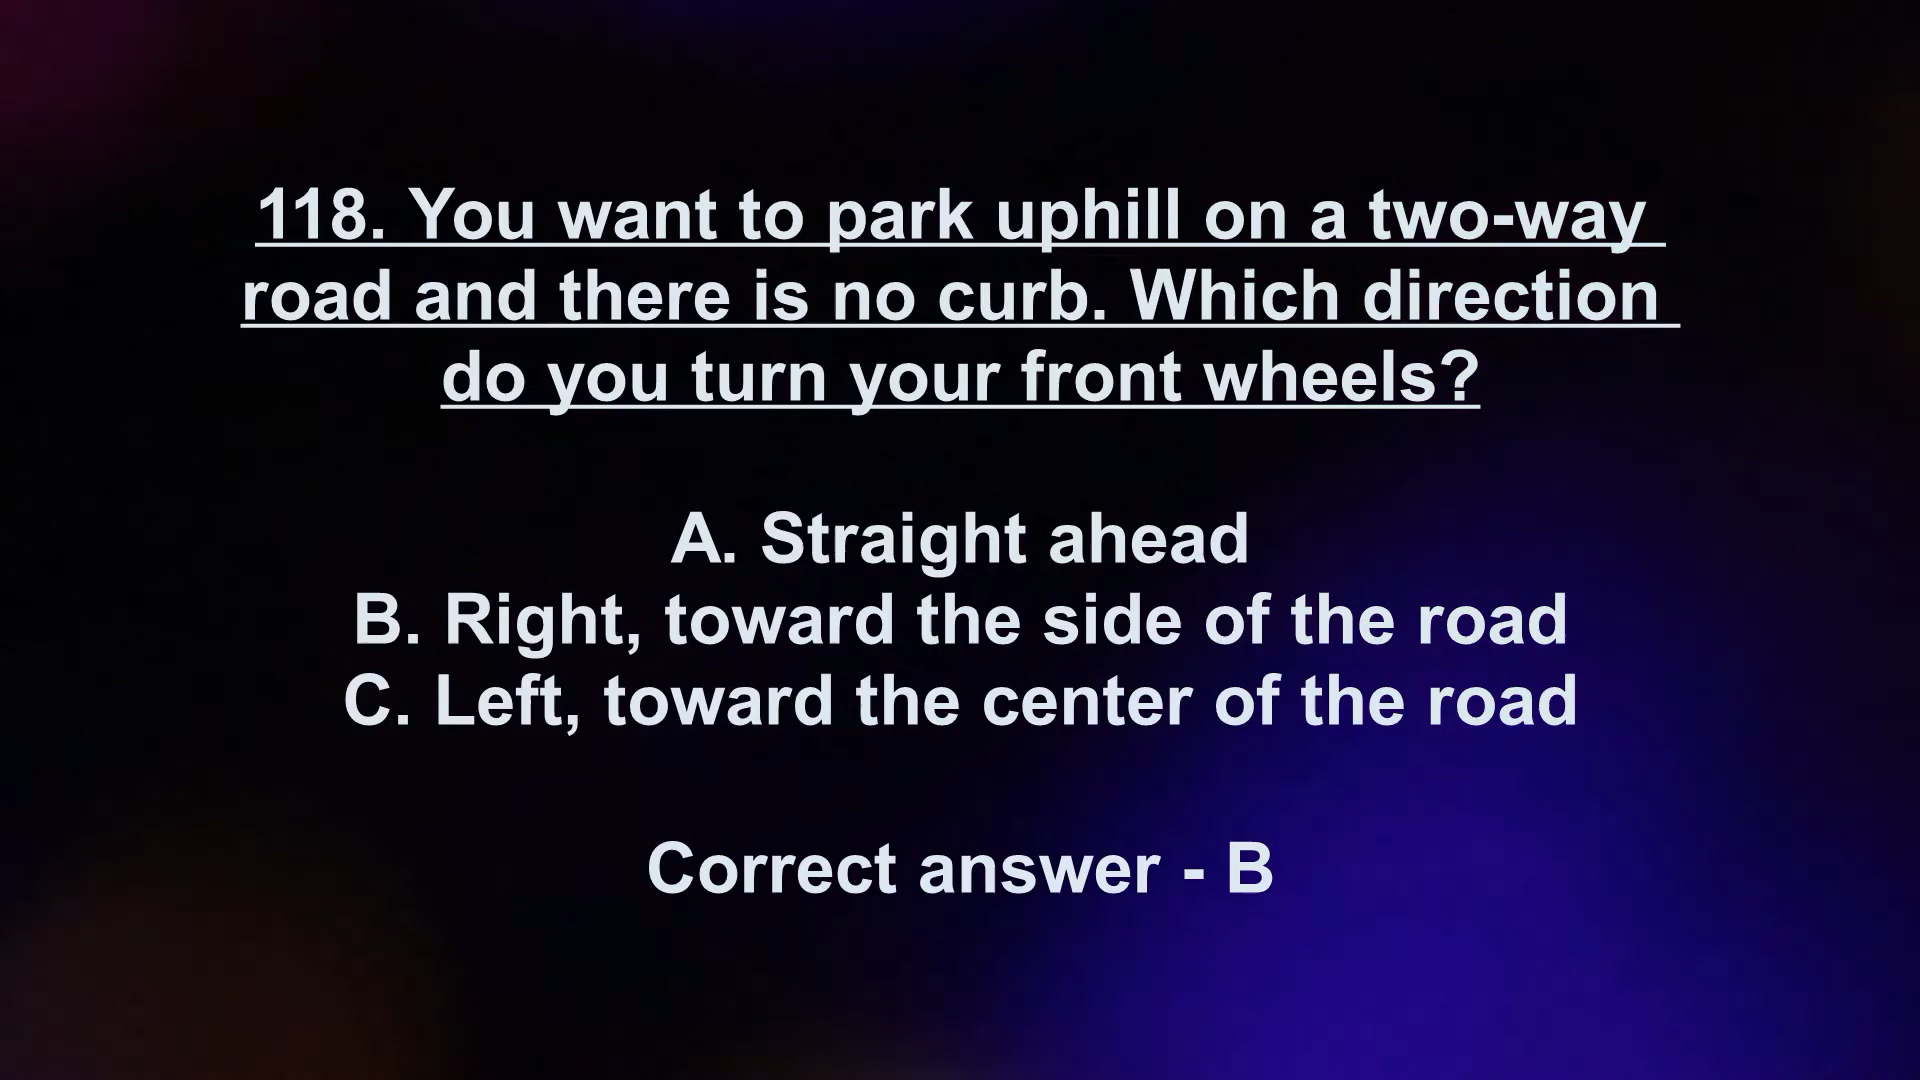 118. You want to park uphill on a two-way
road and there is no curb. Which direction
do you turn your front wheels?
A. Straight ahead
B. Right, toward the side of the road
C. Left, toward the center of the road
Correct answer - B